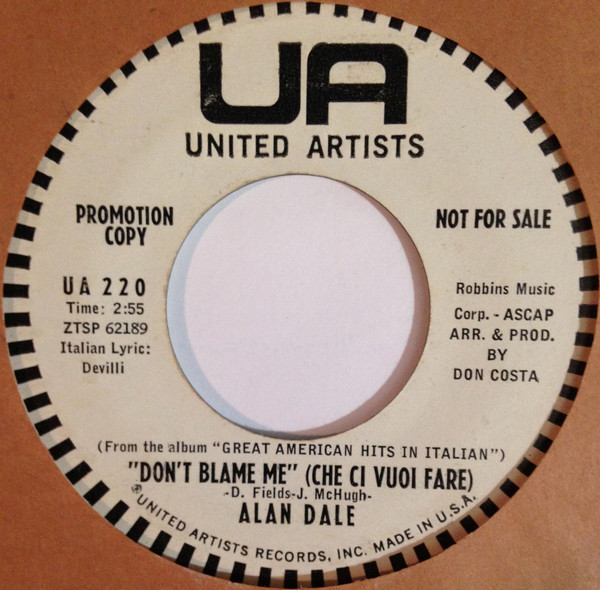 UA
UNITED ARTISTS
PROMOTION
COPY
NOT FOR SALE
UA 220
Time: 2:55
ZTSP 62189
Italian Lyric:
Devilli
Robbins Music
Corp. - ASCAP
ARR. & PROD.
BY
DON COSTA
(From the album "GREAT AMERICAN HITS IN ITALIAN")
"DON'T BLAME ME" (CHE CI VUOI FARE)
-D. Fields-J. McHugh-
ALAN DALE
®UNITED ARTISTS RECORDS, INC. MADE IN U.S.A.